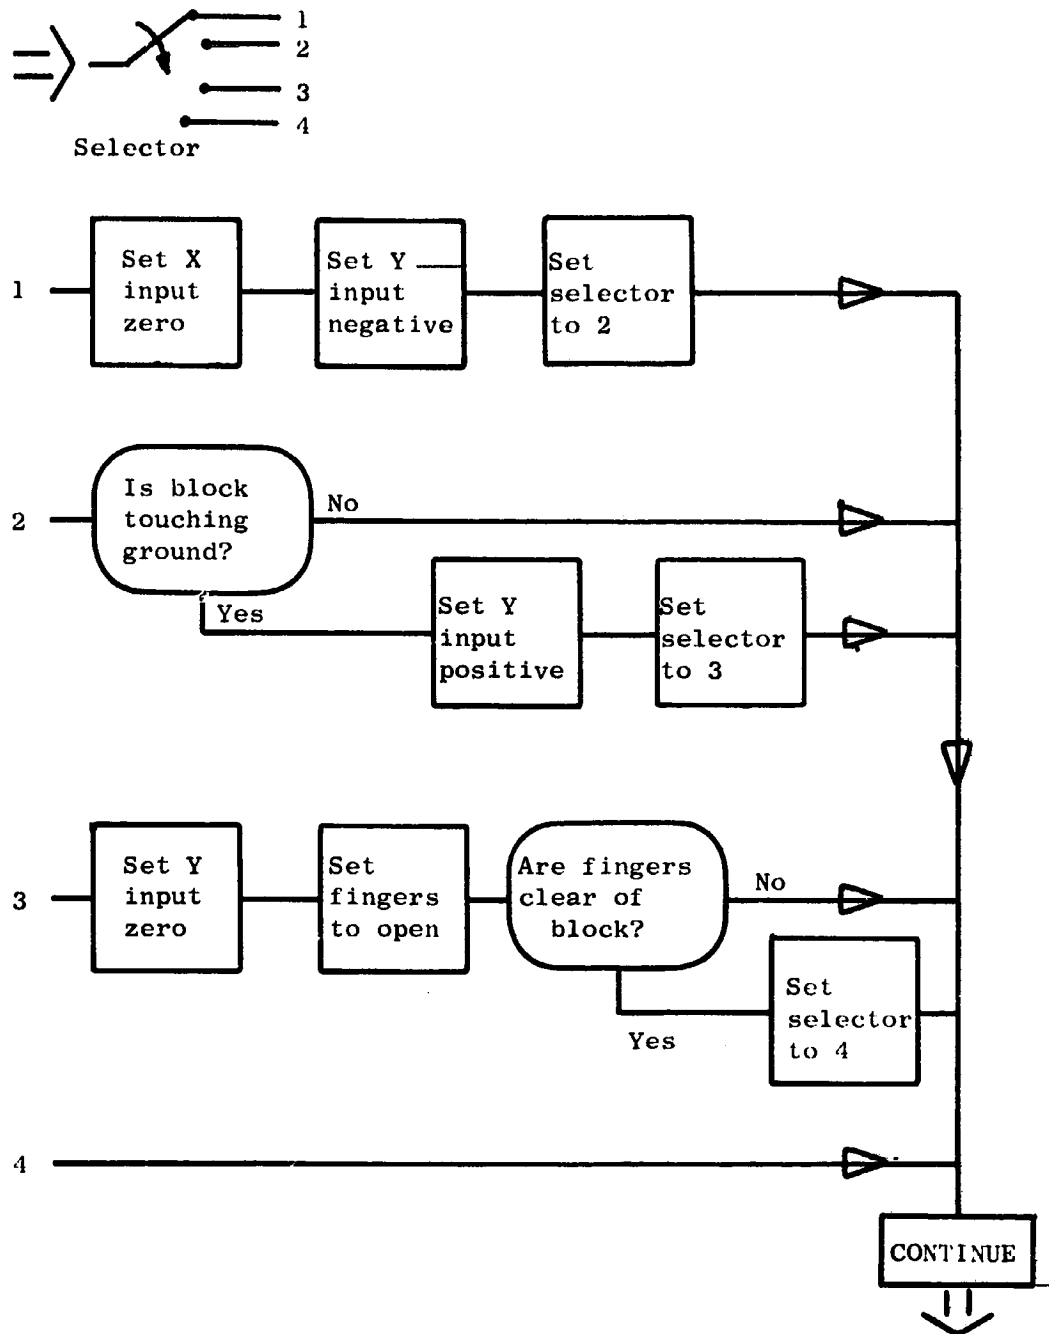 1
2
3
4
Selector
1
Set X
input
zero
Set Y
input
negative
Set
selector
to 2
2
Is block
touching
ground?
No
Yes
Set Y
input
positive
Set
selector
to 3
3
Set Y
input
zero
Set
fingers
to open
Are fingers
clear of
block?
No
Yes
Set
selector
to 4
4
CONTINUE